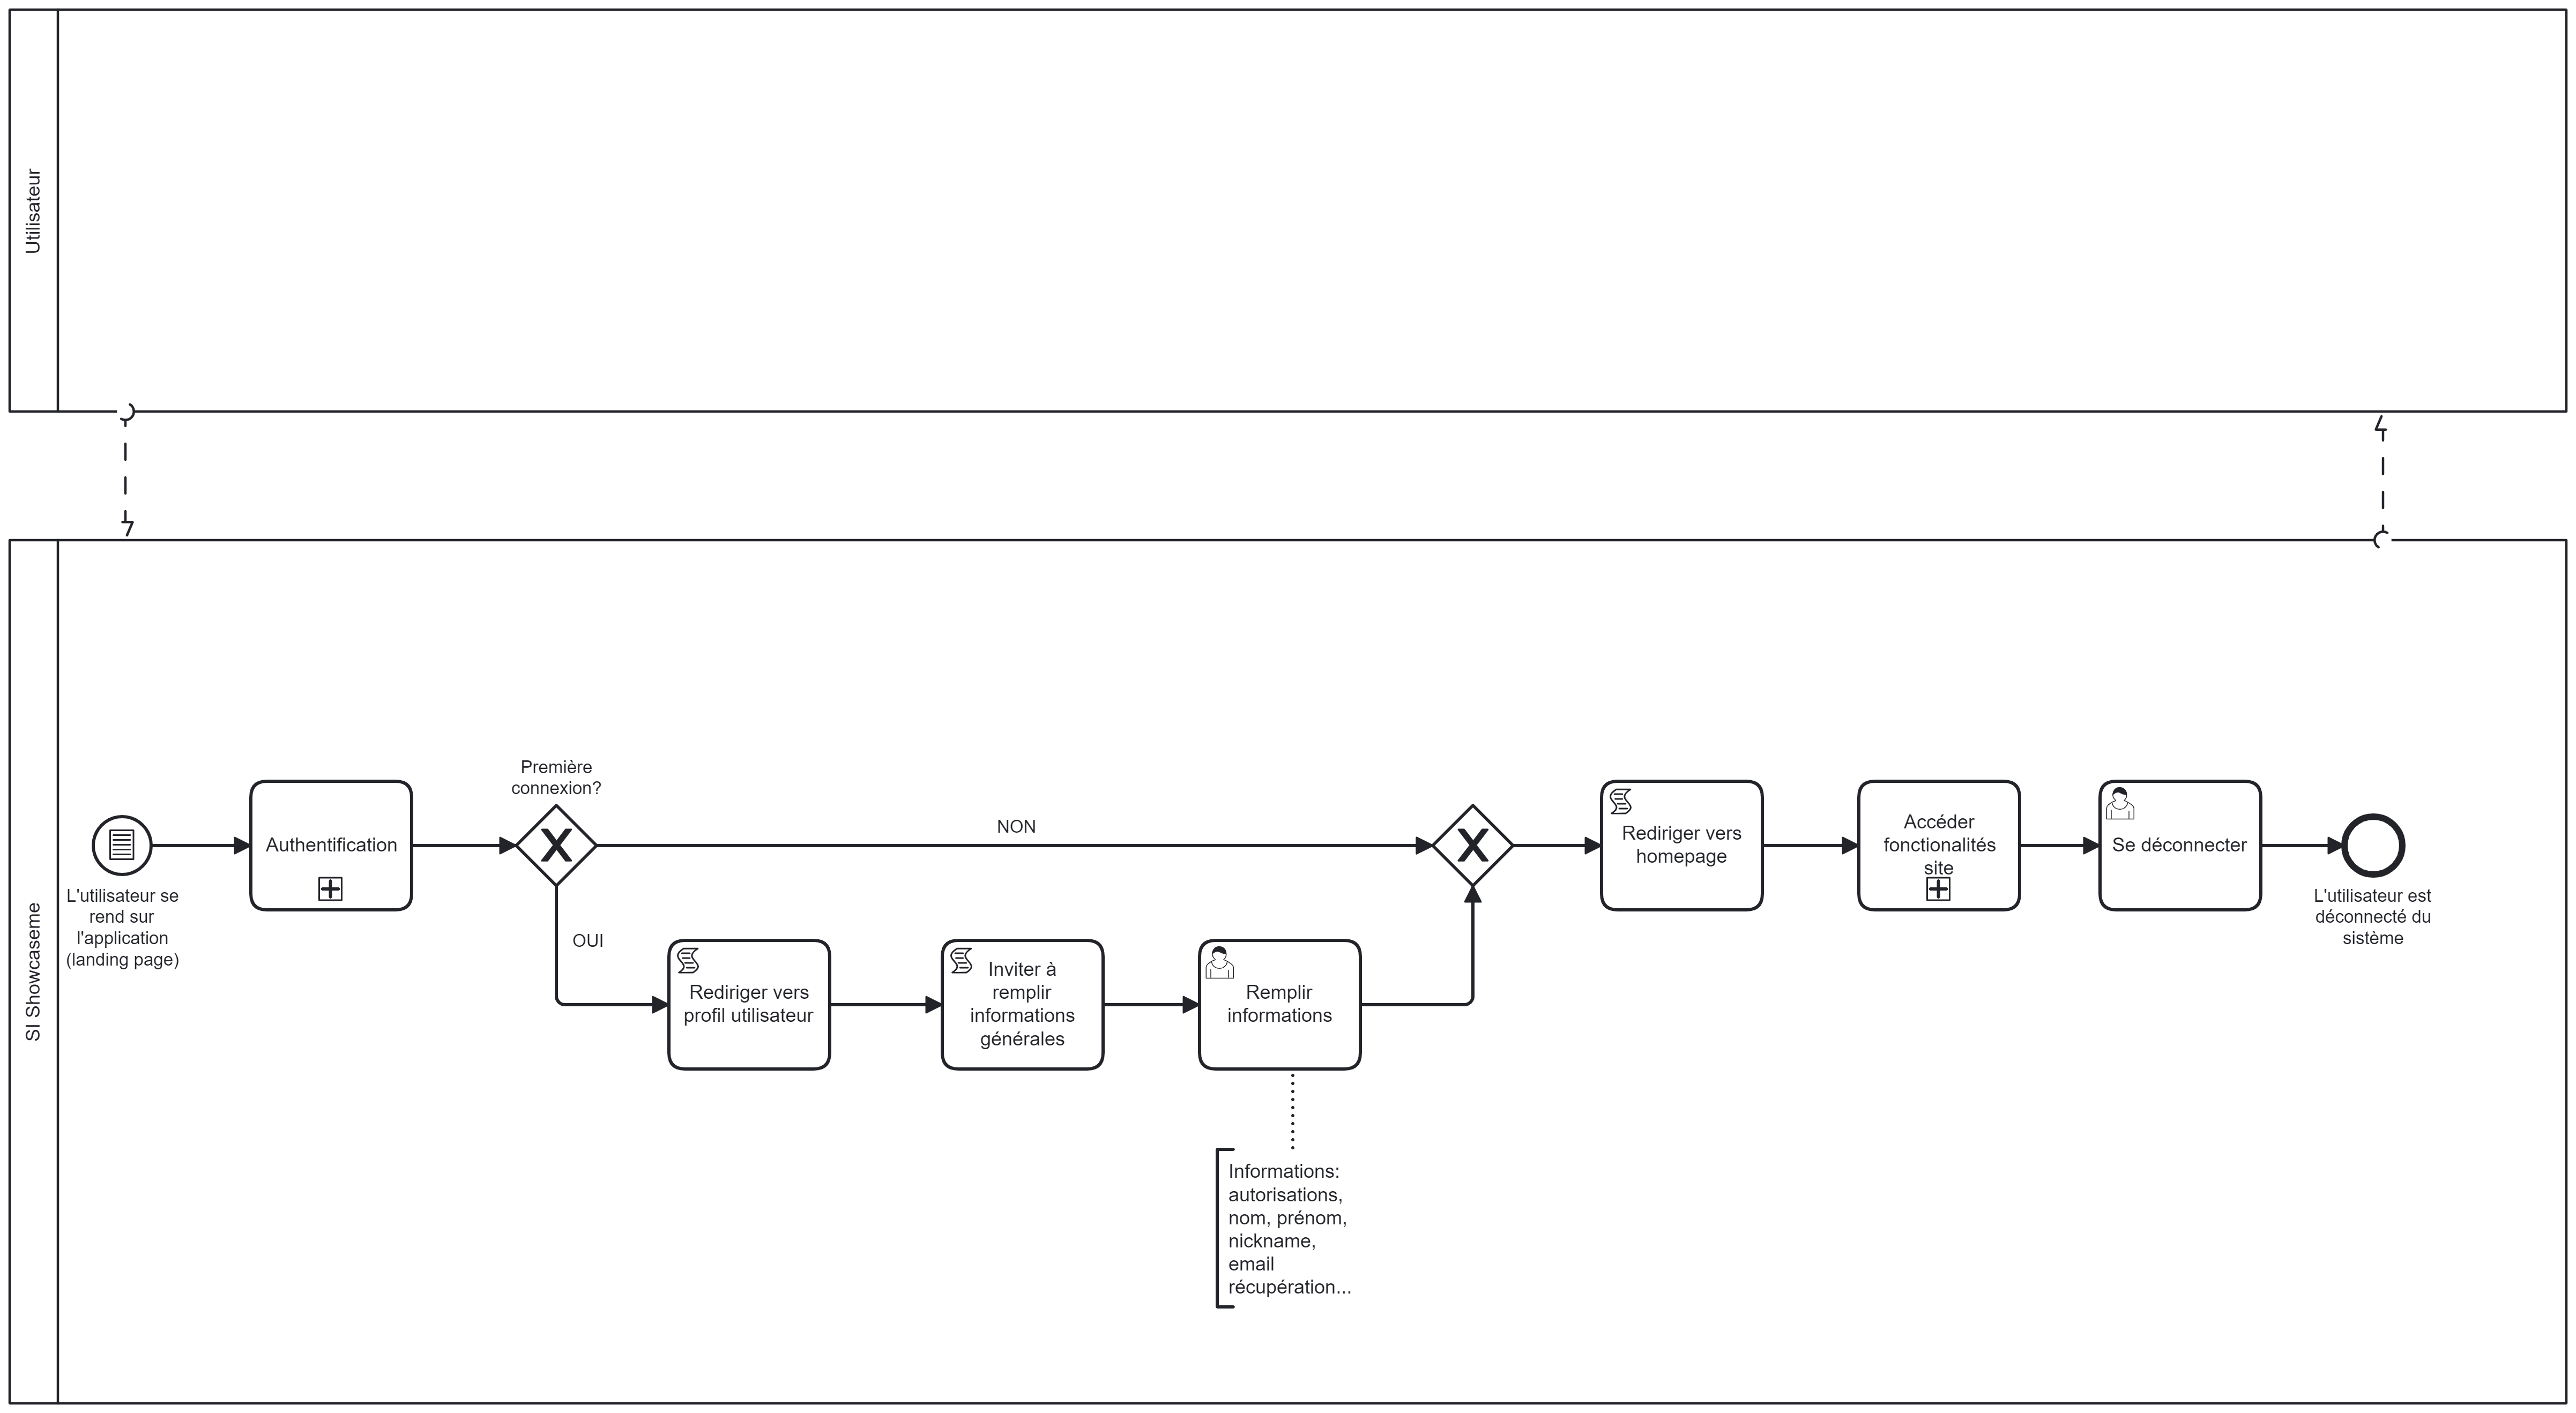 Utilisateur
SI Showcaseme
L'utilisateur se
rend sur
l'application
(landing page)
Authentification
Première
connexion?
NON
OUI
Rediriger vers
profil utilisateur
Inviter à
remplir
informations
générales
Remplir
informations
Informations:
autorisations,
nom, prénom,
nickname,
email
récupération...
Rediriger vers
homepage
Accéder
fonctionalités
site
Se déconnecter
L'utilisateur est
déconnecté du
sistème